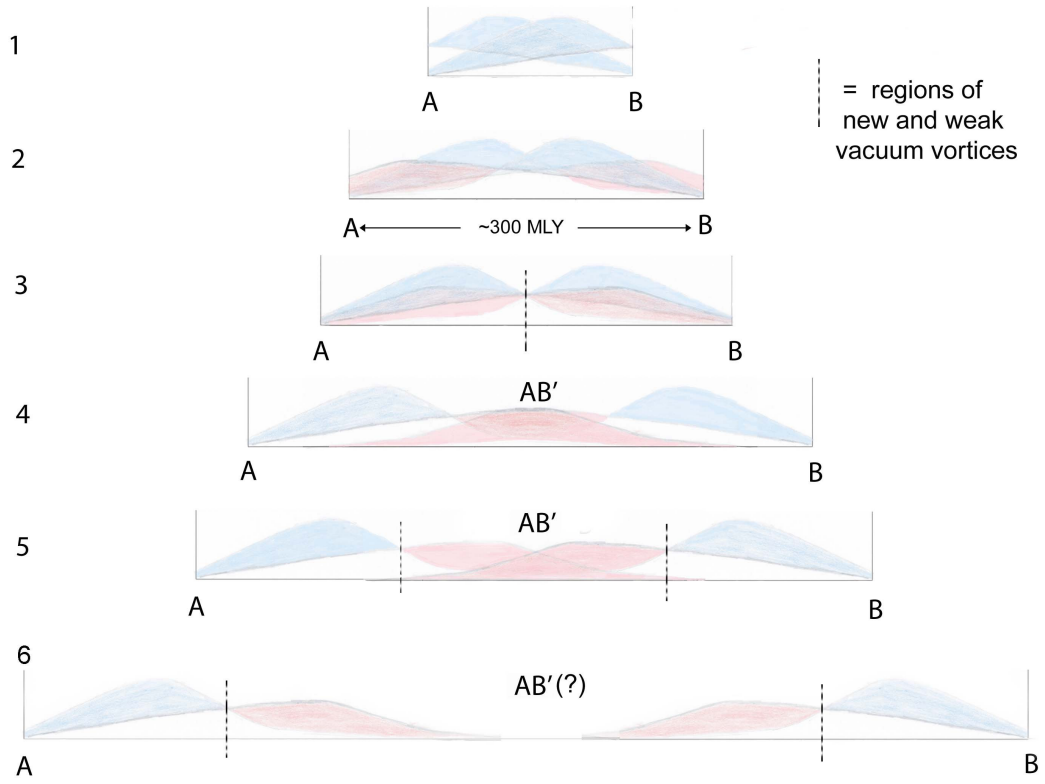 1
A B
= regions of
new and weak
vacuum vortices
2
A ~300 MLY B
3
A B
4
AB′
A B
5
AB′
A B
6
AB′(?)
A B